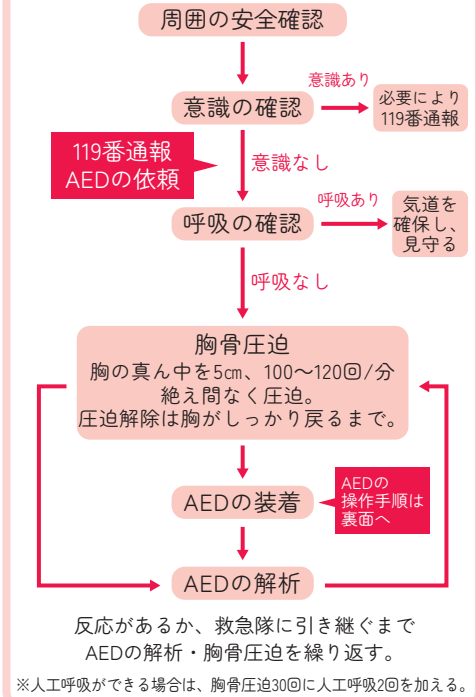 周囲の安全確認
意識あり
意識の確認
必要により
119番通報
119番通報
AEDの依頼
意識なし
呼吸あり
呼吸の確認
気道を
確保し、
見守る
呼吸なし
胸骨圧迫
胸の真ん中を5㎝、100〜120回/分
絶え間なく圧迫。
圧迫解除は胸がしっかり戻るまで。
AEDの装着
AEDの
操作手順は
裏面へ
AEDの解析
反応があるか、救急隊に引き継ぐまで
AEDの解析・胸骨圧迫を繰り返す。
※人工呼吸ができる場合は、胸骨圧迫30回に人工呼吸2回を加える。